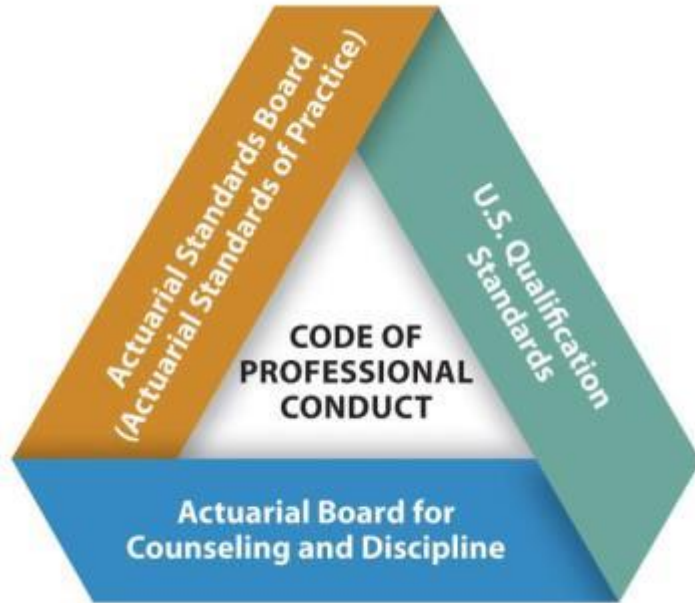 Actuarial Standards Board
(Actuarial Standards of Practice)
U.S. Qualification
Standards
CODE OF
PROFESSIONAL
CONDUCT
Actuarial Board for
Counseling and Discipline